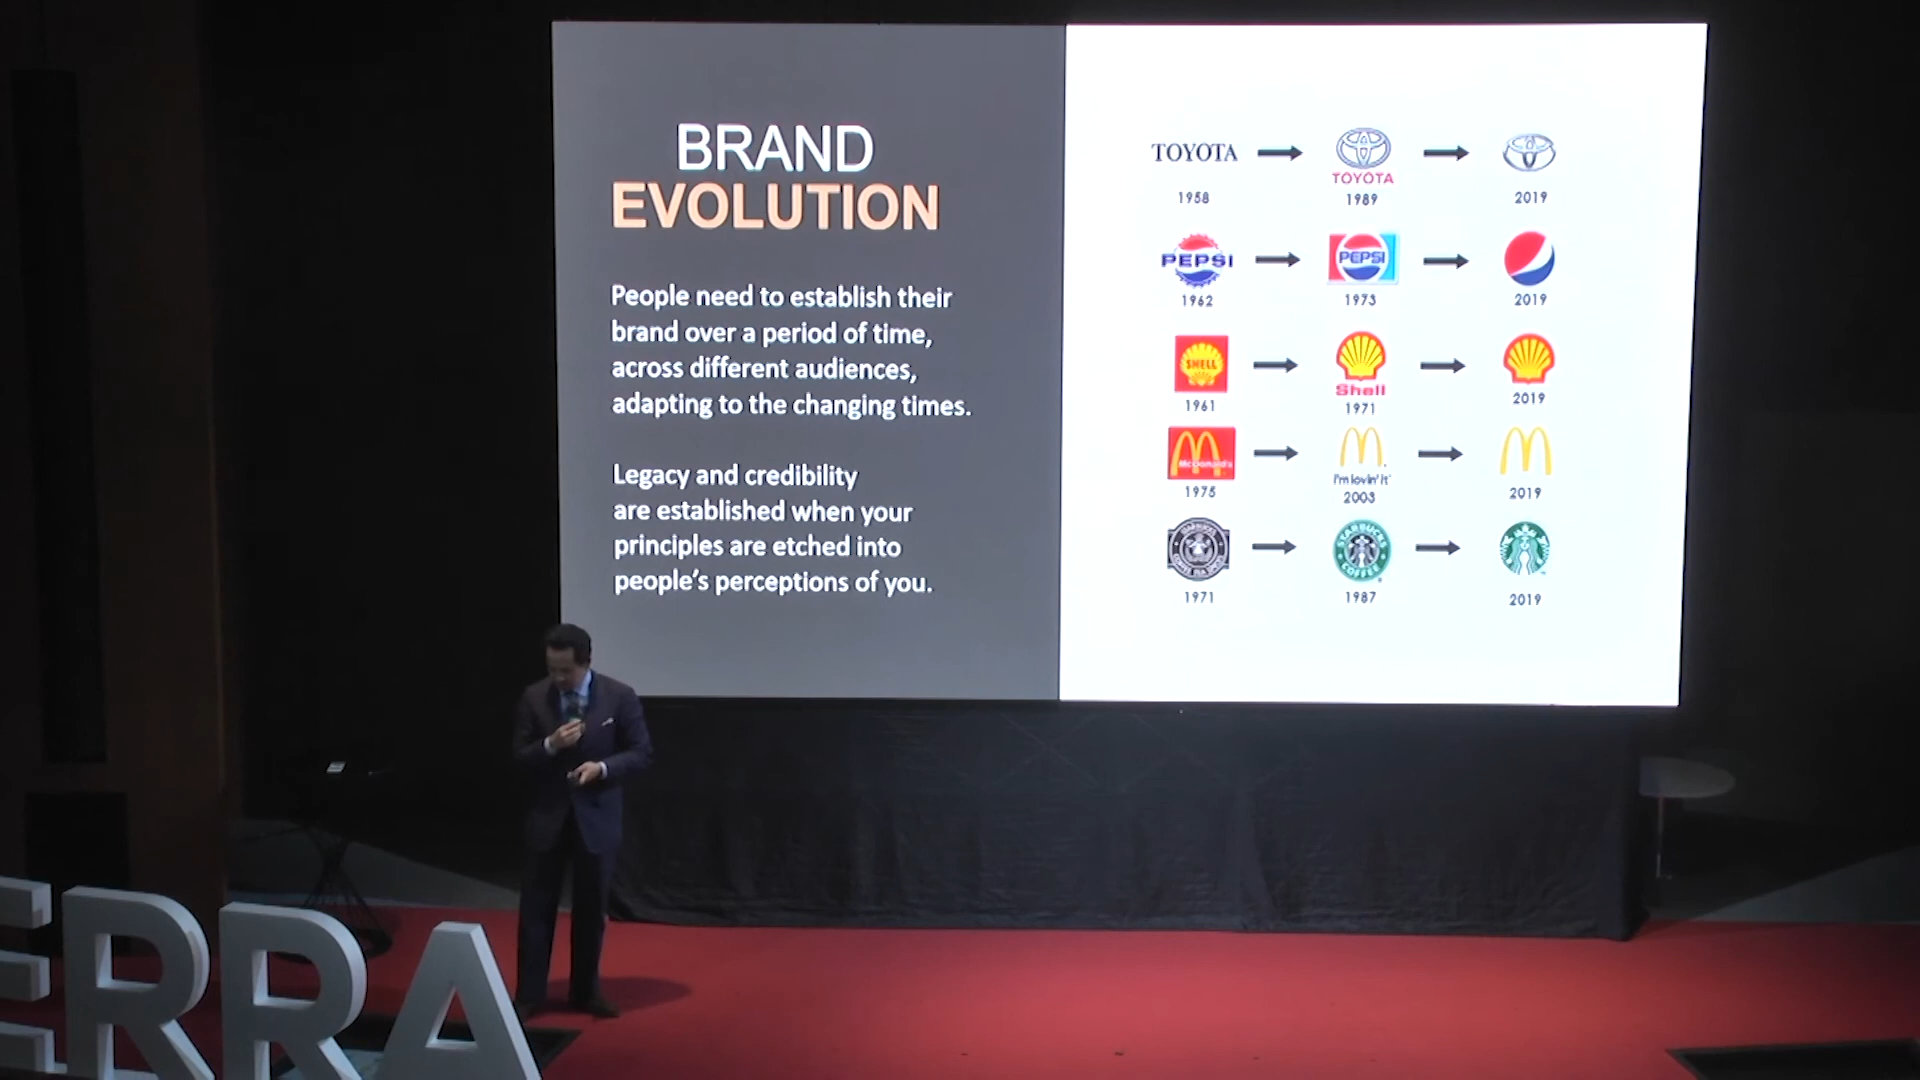 BRAND
EVOLUTION
People need to establish their
brand over a period of time,
across different audiences,
adapting to the changing times.
Legacy and credibility
are established when your
principles are etched into
people's perceptions of you.
TOYOTA
TOYOTA
1958
1989
2019
PEPSI
PEPSI
1962
1973
2019
SHELL
Shell
1961
1971
2019
McDonald's
i'm lovin' it
1975
2003
2019
STARBUCKS
COFFEE
1971
1987
2019
ERRA